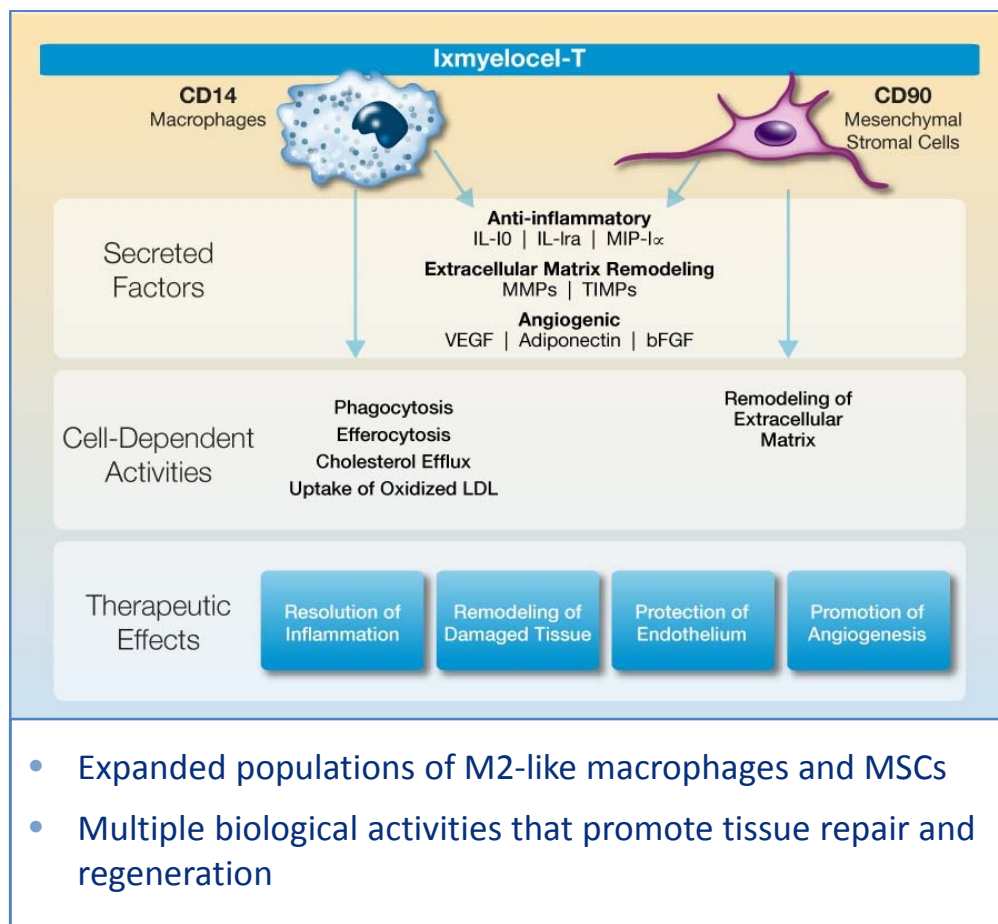 Ixmyelocel-T
CD14
Macrophages
CD90
Mesenchymal
Stromal Cells
Secreted
Factors
Anti-inflammatory
IL-I0 | IL-Ira | MIP-I∝
Extracellular Matrix Remodeling
MMPs | TIMPs
Angiogenic
VEGF | Adiponectin | bFGF
Cell-Dependent
Activities
Phagocytosis
Efferocytosis
Cholesterol Efflux
Uptake of Oxidized LDL
Remodeling of
Extracellular
Matrix
Therapeutic
Effects
Resolution of
Inflammation
Remodeling of
Damaged Tissue
Protection of
Endothelium
Promotion of
Angiogenesis
• Expanded populations of M2-like macrophages and MSCs
• Multiple biological activities that promote tissue repair and
regeneration